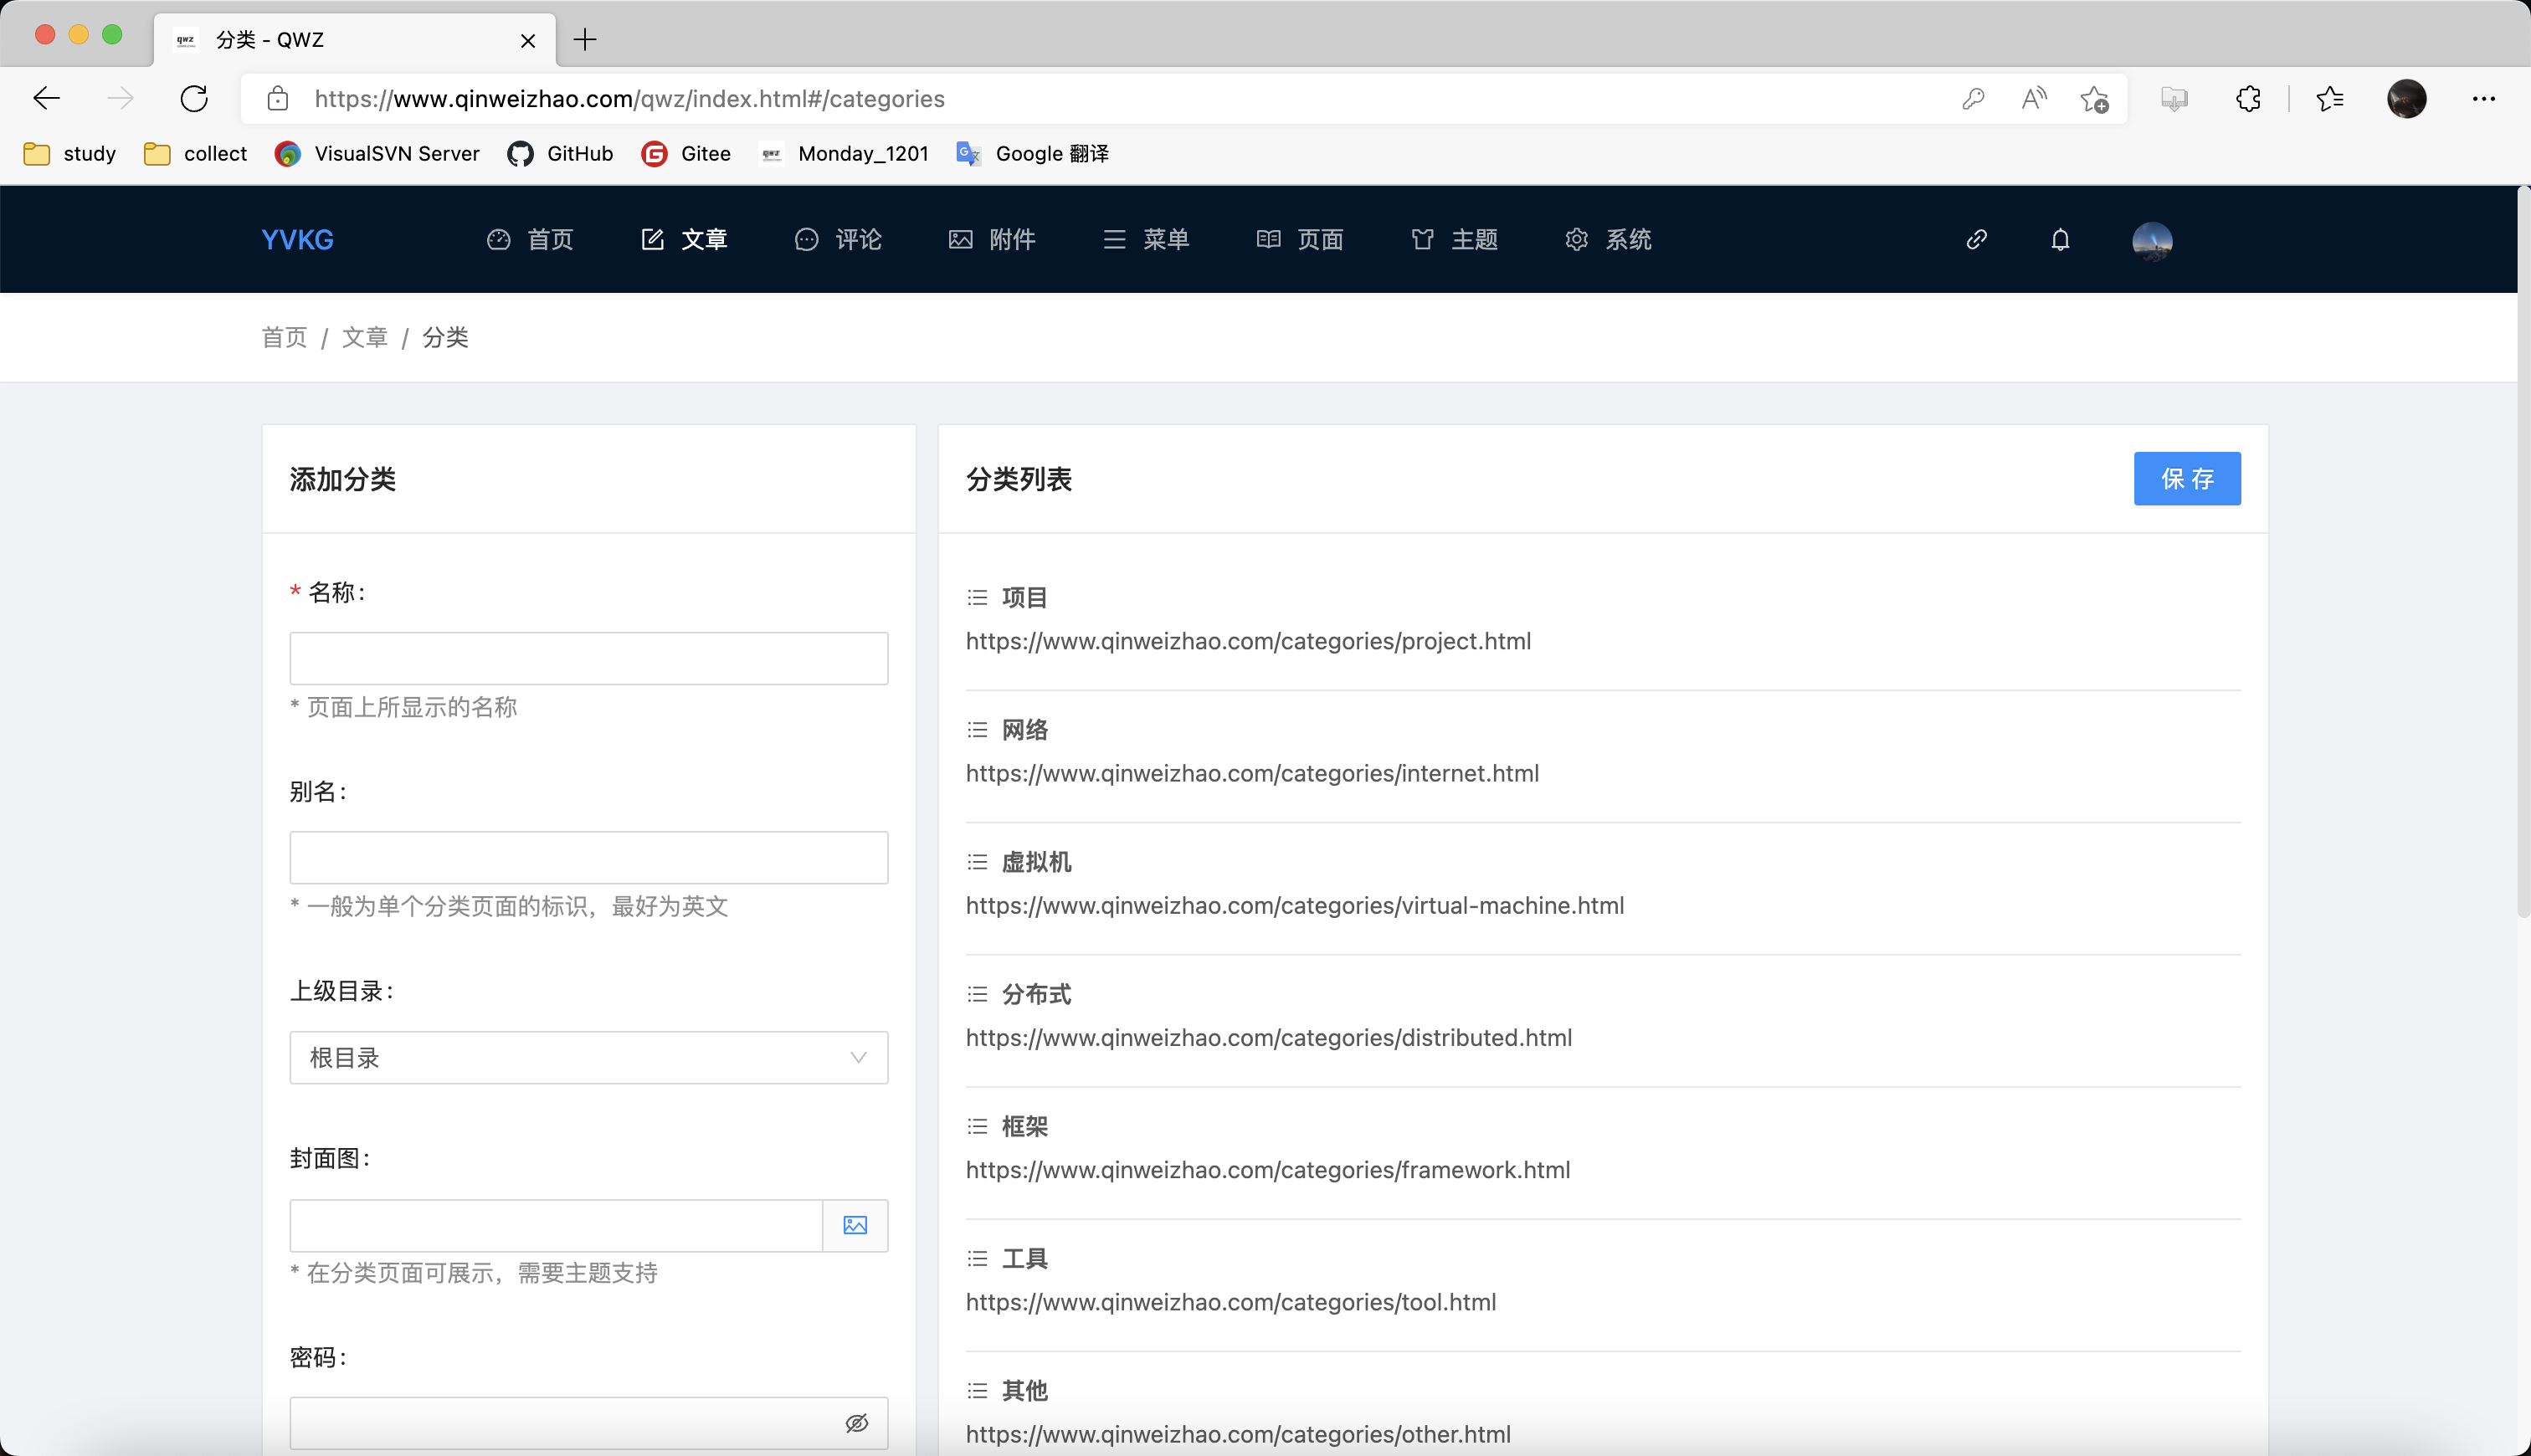 qwz
分类 - QWZ
https://www.qinweizhao.com/qwz/index.html#/categories
study collect VisualSVN Server GitHub Gitee Monday_1201 Google 翻译
YVKG 首页 文章 评论 附件 菜单 页面 主题 系统
首页 / 文章 / 分类
添加分类
* 名称:
* 页面上所显示的名称
别名:
* 一般为单个分类页面的标识，最好为英文
上级目录:
根目录
封面图:
* 在分类页面可展示，需要主题支持
密码:
分类列表
保 存
项目
https://www.qinweizhao.com/categories/project.html
网络
https://www.qinweizhao.com/categories/internet.html
虚拟机
https://www.qinweizhao.com/categories/virtual-machine.html
分布式
https://www.qinweizhao.com/categories/distributed.html
框架
https://www.qinweizhao.com/categories/framework.html
工具
https://www.qinweizhao.com/categories/tool.html
其他
https://www.qinweizhao.com/categories/other.html